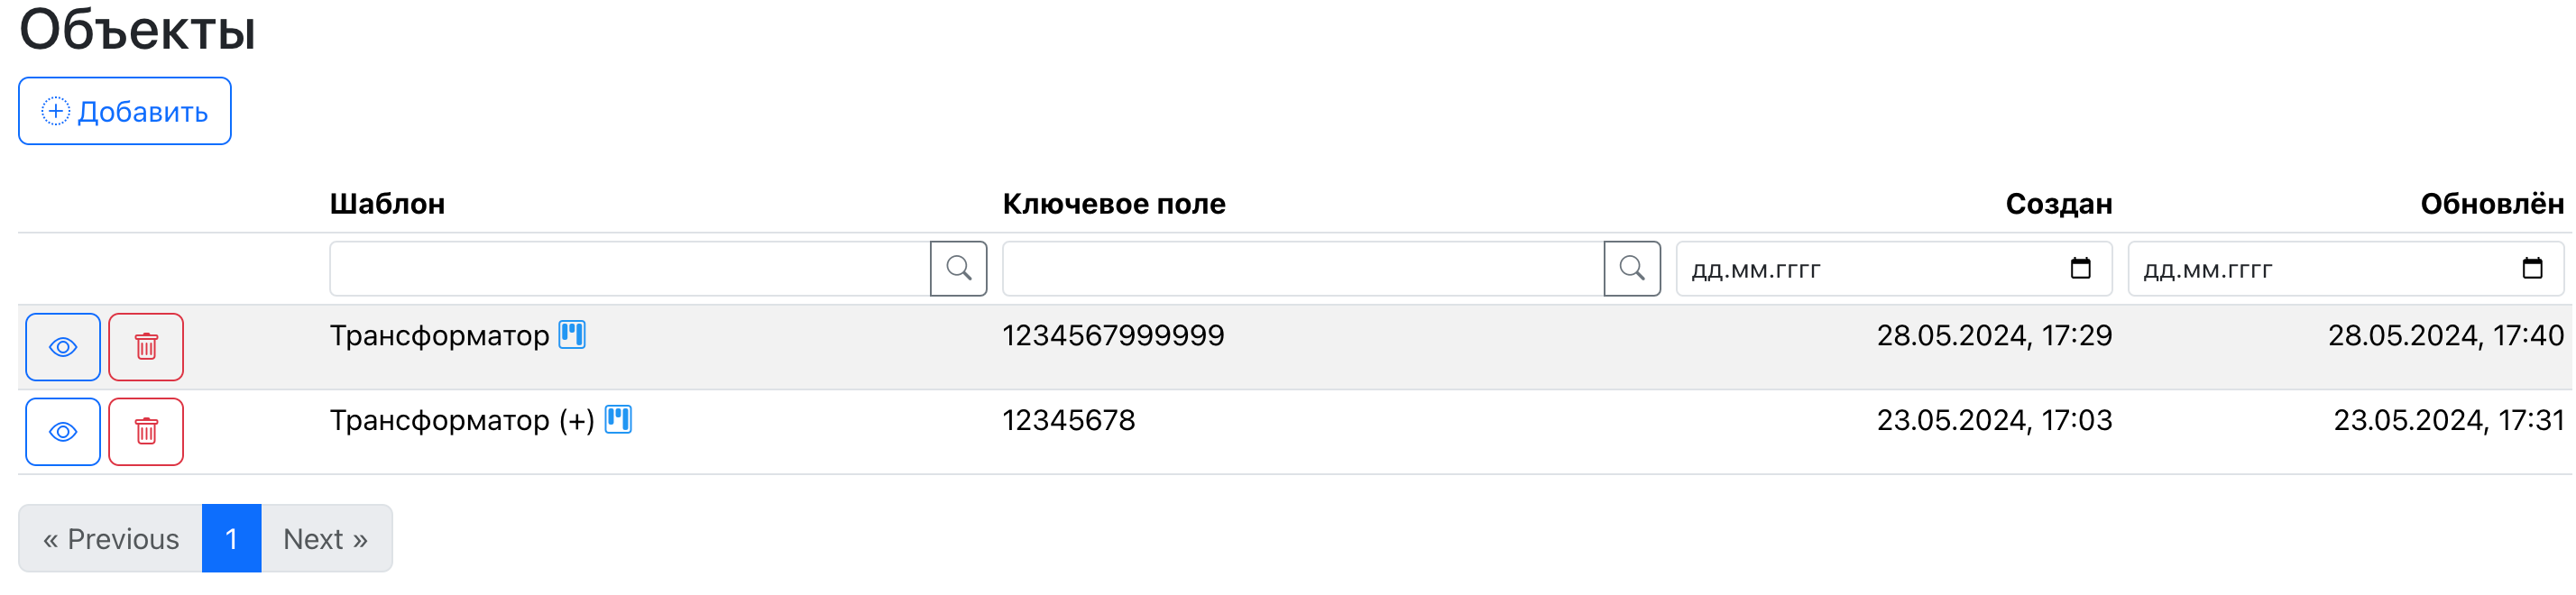 Объекты
Добавить
Шаблон Ключевое поле Создан Обновлён
дд.мм.гггг дд.мм.гггг
Трансформатор 1234567999999 28.05.2024, 17:29 28.05.2024, 17:40
Трансформатор (+) 12345678 23.05.2024, 17:03 23.05.2024, 17:31
« Previous 1 Next »